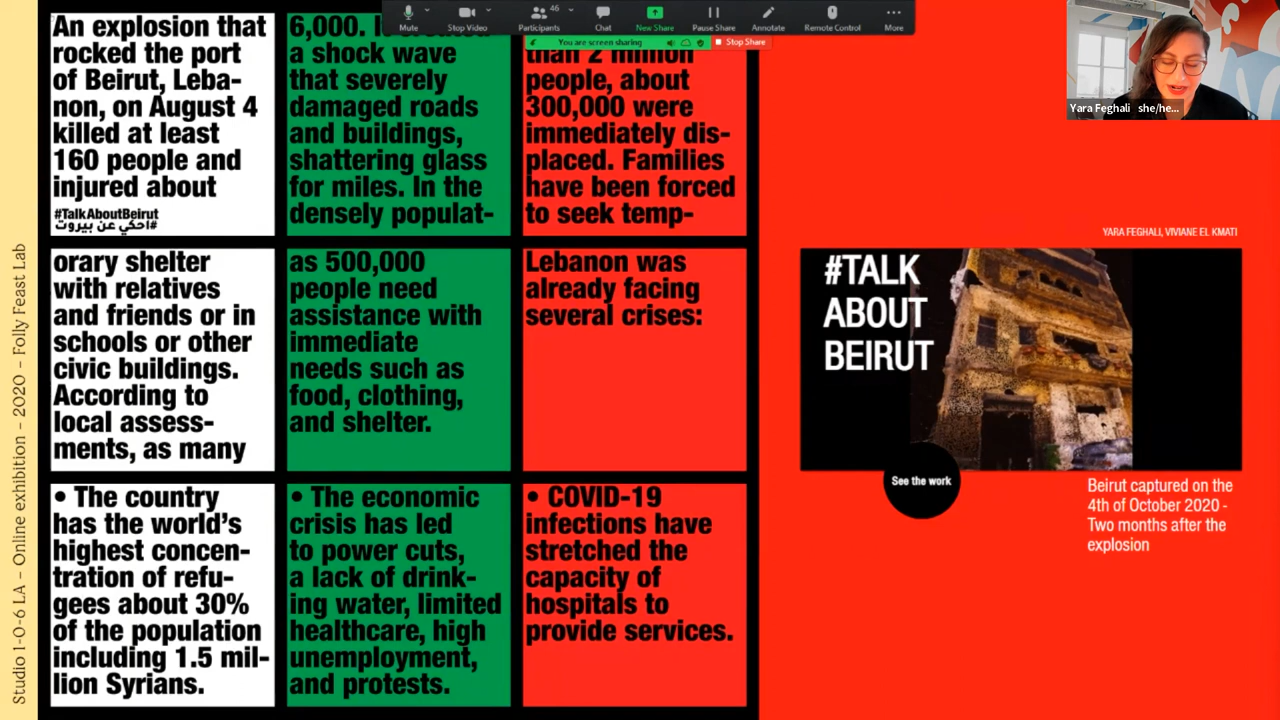 Mute
Stop Video
46
Participants
Chat
New Share
Pause Share
Annotate
Remote Control
More
You are screen sharing
Stop Share
Yara Feghali she/he...
An explosion that
rocked the port
of Beirut, Leba-
non, on August 4
killed at least
160 people and
injured about
#TalkAboutBeirut
#احكي عن بيروت
6,000.
a shock wave
that severely
damaged roads
and buildings,
shattering glass
for miles. In the
densely populat-
than 2 million
people, about
300,000 were
immediately dis-
placed. Families
have been forced
to seek temp-
orary shelter
with relatives
and friends or in
schools or other
civic buildings.
According to
local assess-
ments, as many
as 500,000
people need
assistance with
immediate
needs such as
food, clothing,
and shelter.
Lebanon was
already facing
several crises:
• The country
has the world's
highest concen-
tration of refu-
gees about 30%
of the population
including 1.5 mil-
lion Syrians.
• The economic
crisis has led
to power cuts,
a lack of drink-
ing water, limited
healthcare, high
unemployment,
and protests.
• COVID-19
infections have
stretched the
capacity of
hospitals to
provide services.
YARA FEGHALI, VIVIANE EL KMATI
#TALK
ABOUT
BEIRUT
See the work
Beirut captured on the
4th of October 2020 -
Two months after the
explosion
Studio 1-0-6 LA – Online exhibition – 2020 – Folly Feast Lab